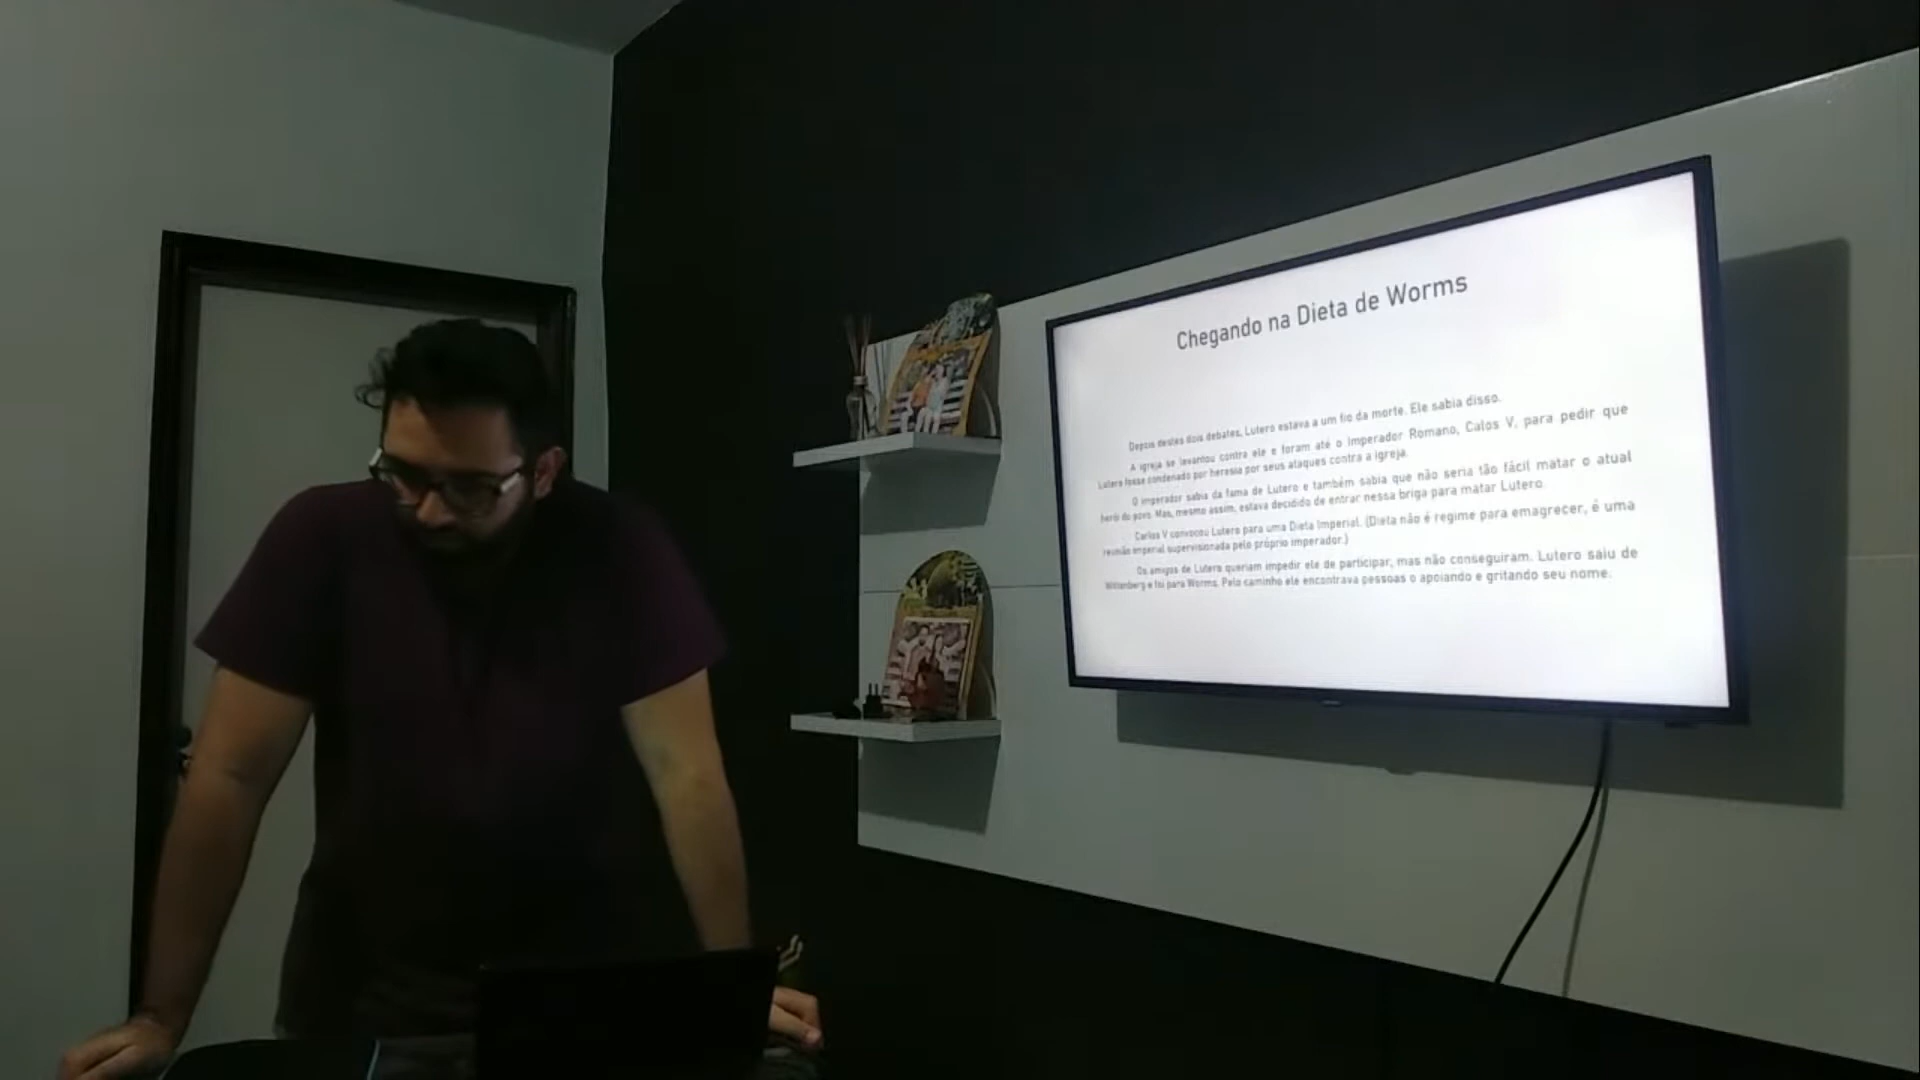 Chegando na Dieta de Worms
Depois destes dois debates, Lutero estava a um fio da morte. Ele sabia disso.
A igreja se levantou contra ele e foram até o Imperador Romano, Calos V, para pedir que
Lutero fosse condenado por heresia por seus ataques contra a igreja.
O imperador sabia da fama de Lutero e também sabia que não seria tão fácil matar o atual
herói do povo. Mas, mesmo assim, estava decidido de entrar nessa briga para matar Lutero.
Carlos V convocou Lutero para uma Dieta Imperial. (Dieta não é regime para emagrecer, é uma
reunião imperial supervisionada pelo próprio imperador.)
Os amigos de Lutero queriam impedir ele de participar, mas não conseguiram. Lutero saiu de
Wittenberg e foi para Worms. Pelo caminho ele encontrava pessoas o apoiando e gritando seu nome.